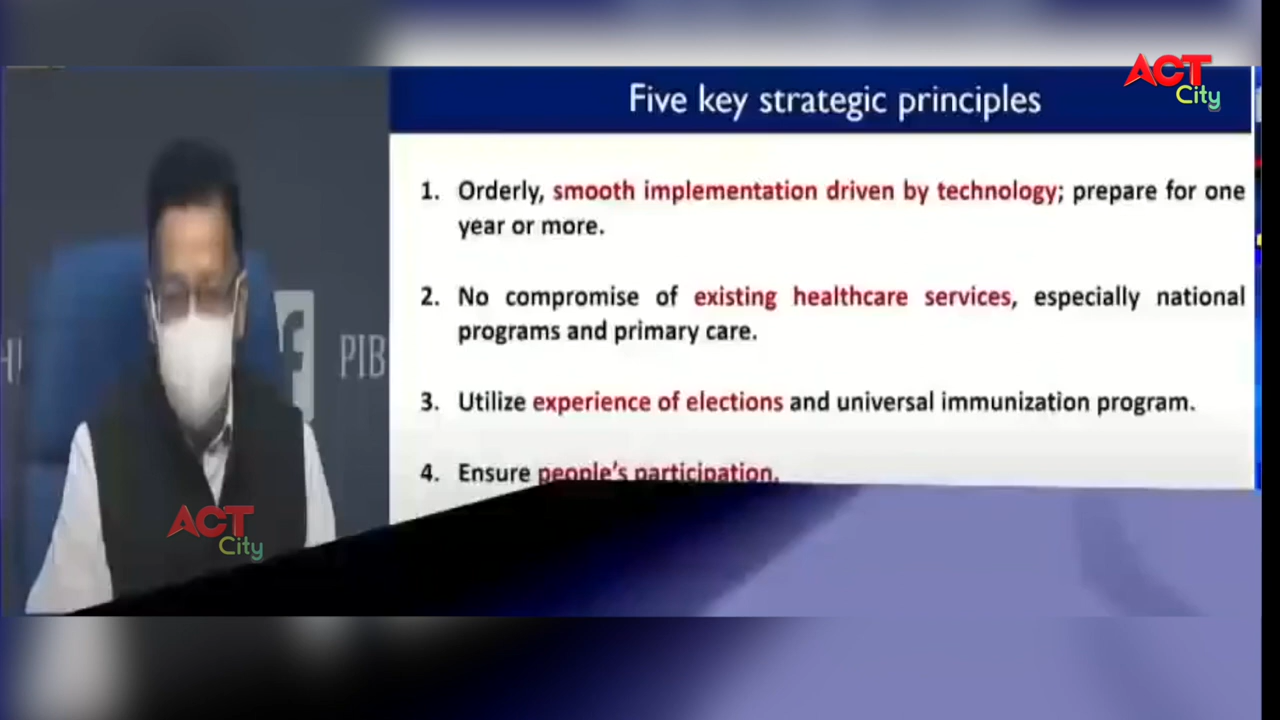 ACT
City
Five key strategic principles
1. Orderly, smooth implementation driven by technology; prepare for one
year or more.
2. No compromise of existing healthcare services, especially national
programs and primary care.
3. Utilize experience of elections and universal immunization program.
4. Ensure people's participation.
PIB
ACT
City